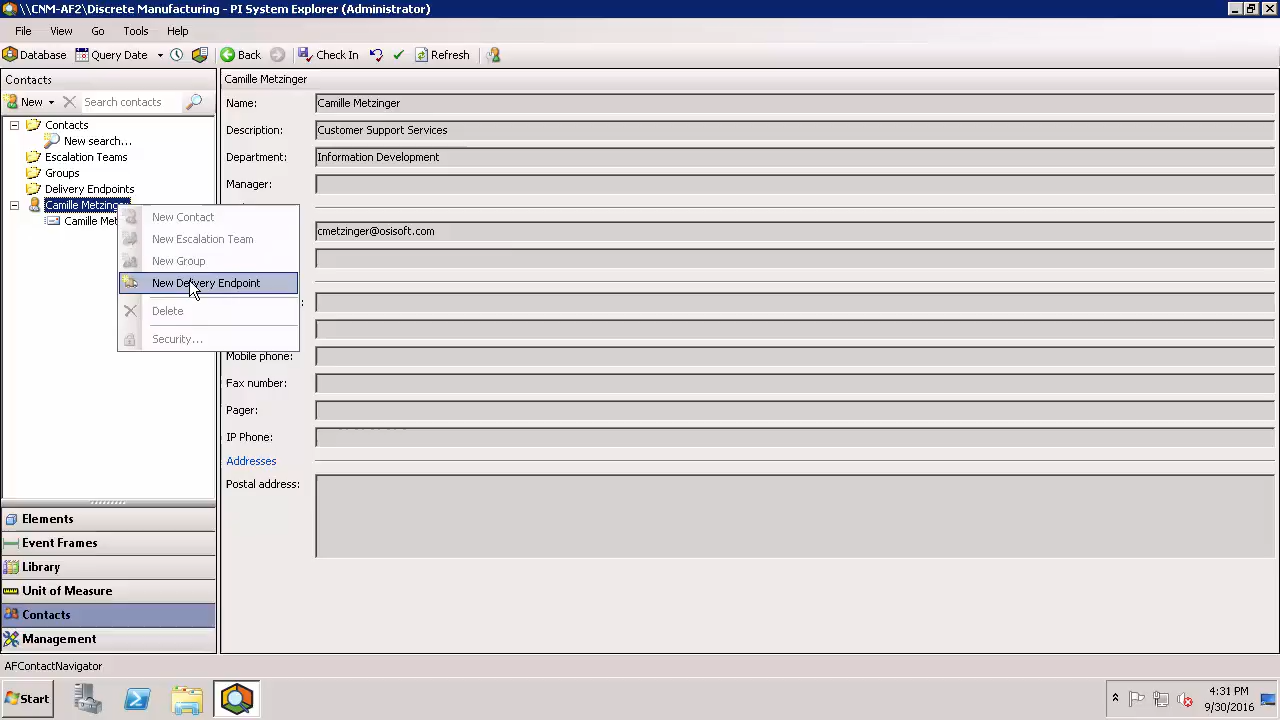 \\CNM-AF2\Discrete Manufacturing - PI System Explorer (Administrator)
File View Go Tools Help
Database Query Date Back Check In Refresh
Contacts
New Search contacts
Contacts
New search...
Escalation Teams
Groups
Delivery Endpoints
Camille Metzinger
Camille Met
New Contact
New Escalation Team
New Group
New Delivery Endpoint
Delete
Security...
Camille Metzinger
Name: Camille Metzinger
Description: Customer Support Services
Department: Information Development
Manager:
cmetzinger@osisoft.com
Mobile phone:
Fax number:
Pager:
IP Phone:
Addresses
Postal address:
Elements
Event Frames
Library
Unit of Measure
Contacts
Management
AFContactNavigator
Start
4:31 PM
9/30/2016